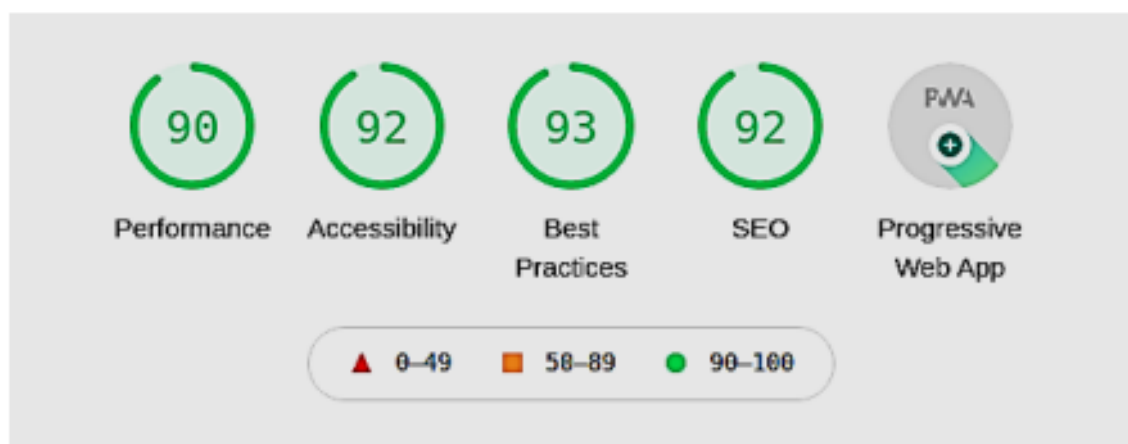 90 92 93 92 PWA
Performance Accessibility Best Practices SEO Progressive Web App
0–49 50–89 90–100